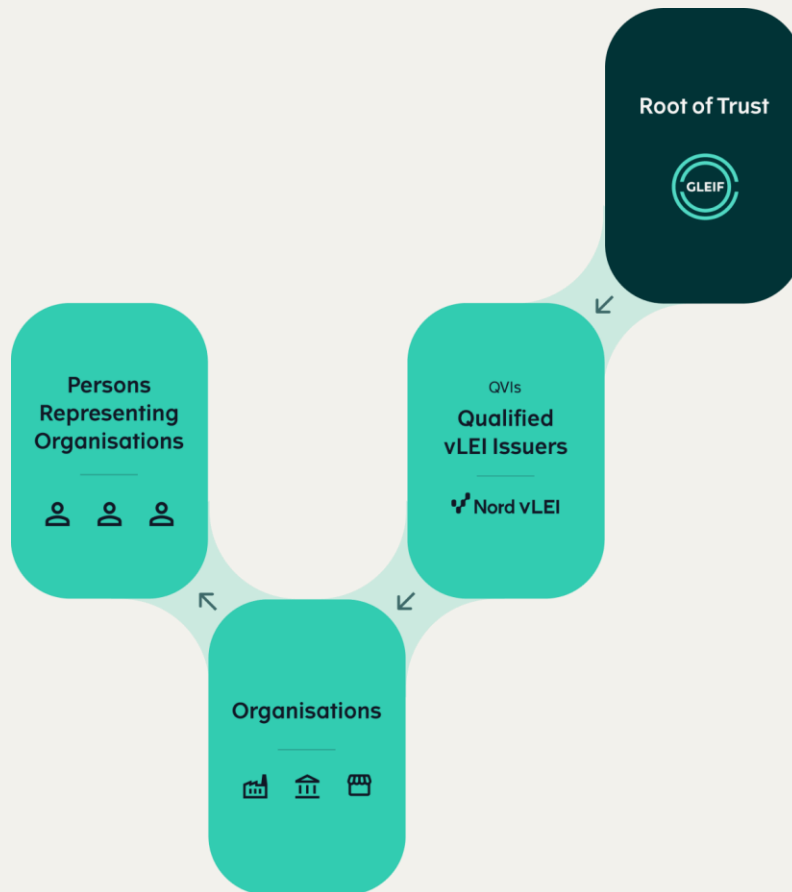 Root of Trust
GLEIF
QVIs
Qualified
vLEI Issuers
Nord vLEI
Persons
Representing
Organisations
Organisations